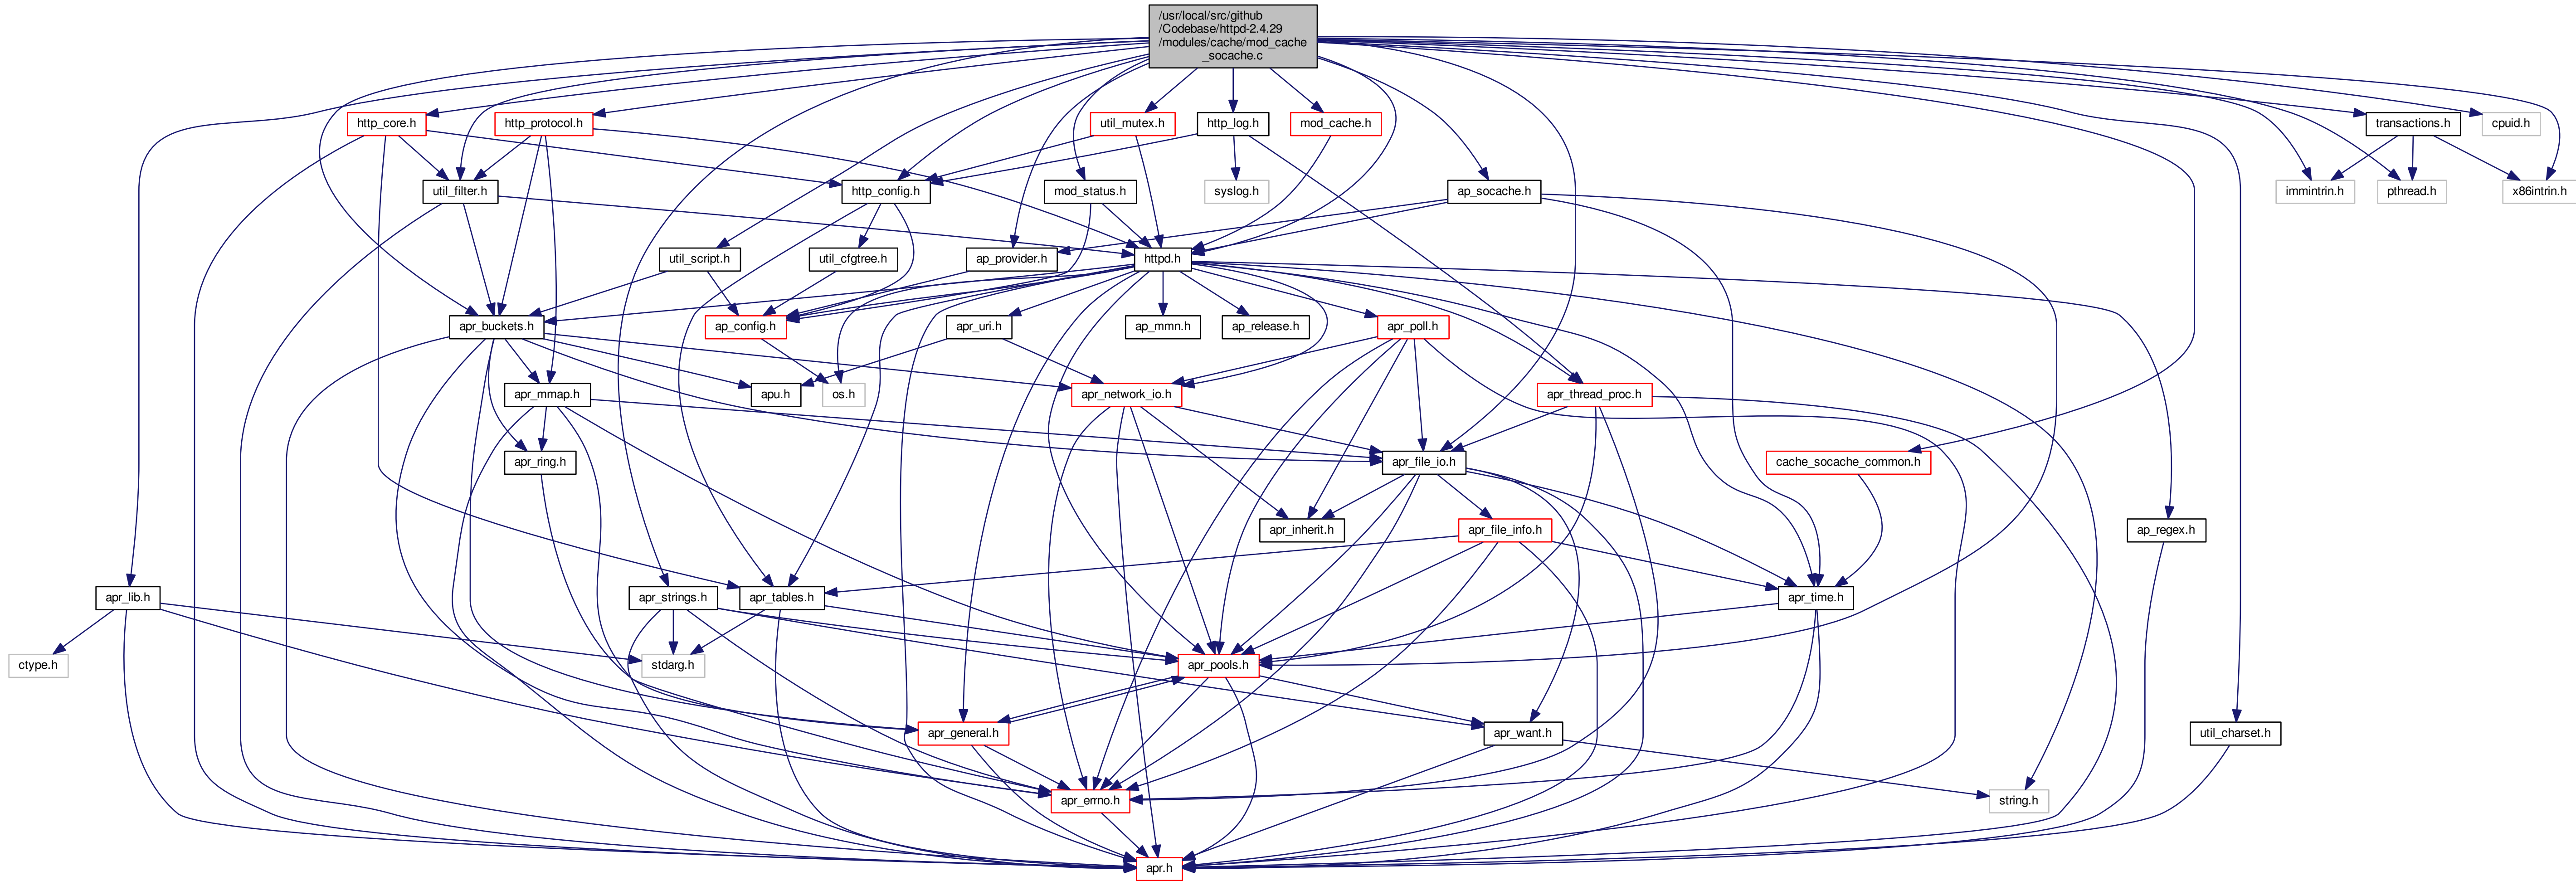 /usr/local/src/github
/Codebase/httpd-2.4.29
/modules/cache/mod_cache
_socache.c
http_core.h
http_protocol.h
util_mutex.h
http_log.h
mod_cache.h
transactions.h
cpuid.h
util_filter.h
http_config.h
mod_status.h
syslog.h
ap_socache.h
immintrin.h
pthread.h
x86intrin.h
util_script.h
util_cfgtree.h
ap_provider.h
httpd.h
apr_buckets.h
ap_config.h
apr_uri.h
ap_mmn.h
ap_release.h
apr_poll.h
apr_mmap.h
apu.h
os.h
apr_network_io.h
apr_thread_proc.h
apr_ring.h
apr_file_io.h
cache_socache_common.h
apr_inherit.h
apr_file_info.h
ap_regex.h
apr_lib.h
apr_strings.h
apr_tables.h
apr_time.h
ctype.h
stdarg.h
apr_pools.h
apr_general.h
apr_want.h
util_charset.h
apr_errno.h
string.h
apr.h